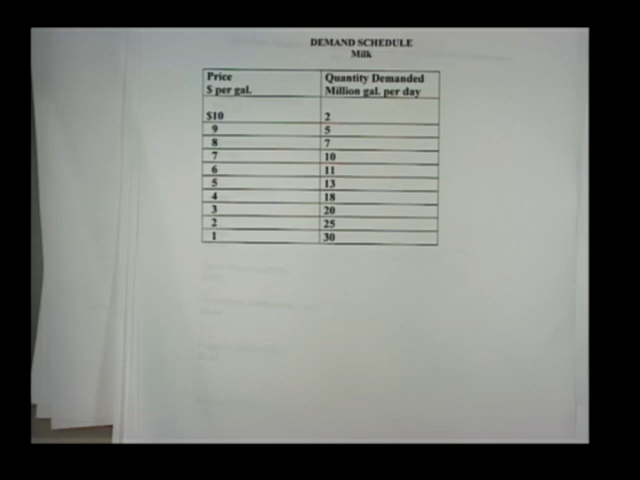 DEMAND SCHEDULE
Milk
Price Quantity Demanded
$ per gal. Million gal. per day
$10 2
9 5
8 7
7 10
6 11
5 13
4 18
3 20
2 25
1 30